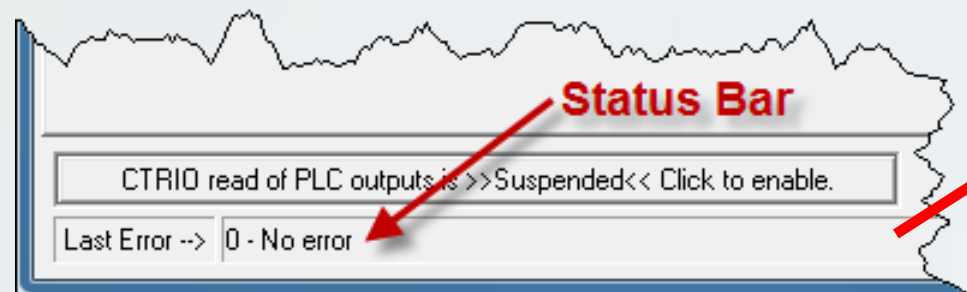 Status Bar
CTRIO read of PLC outputs is >>Suspended<< Click to enable.
Last Error --> 0 - No error